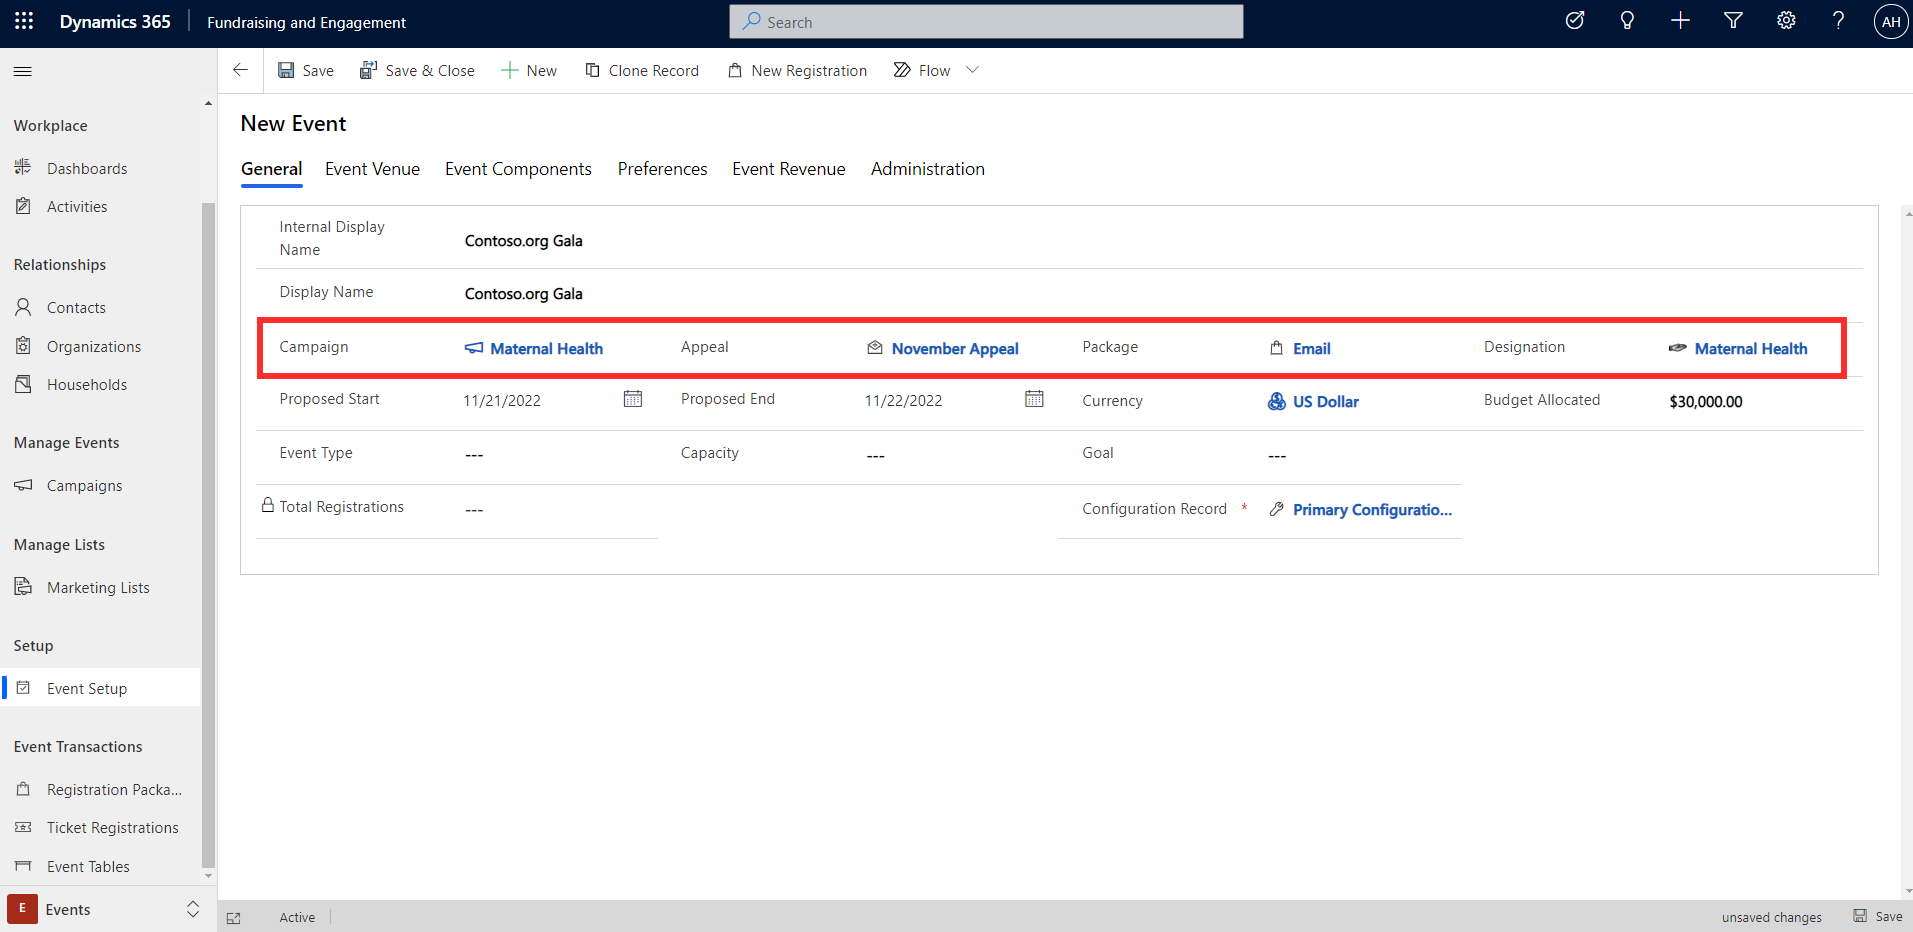 Dynamics 365 Fundraising and Engagement Search ? AH
Save Save & Close New Clone Record New Registration Flow
Workplace
Dashboards
Activities
Relationships
Contacts
Organizations
Households
Manage Events
Campaigns
Manage Lists
Marketing Lists
Setup
Event Setup
Event Transactions
Registration Packa...
Ticket Registrations
Event Tables
E Events
New Event
General Event Venue Event Components Preferences Event Revenue Administration
Internal Display
Name
Contoso.org Gala
Display Name Contoso.org Gala
Campaign Maternal Health Appeal November Appeal Package Email Designation Maternal Health
Proposed Start 11/21/2022 Proposed End 11/22/2022 Currency US Dollar Budget Allocated $30,000.00
Event Type --- Capacity --- Goal ---
Total Registrations --- Configuration Record * Primary Configuratio...
Active unsaved changes Save